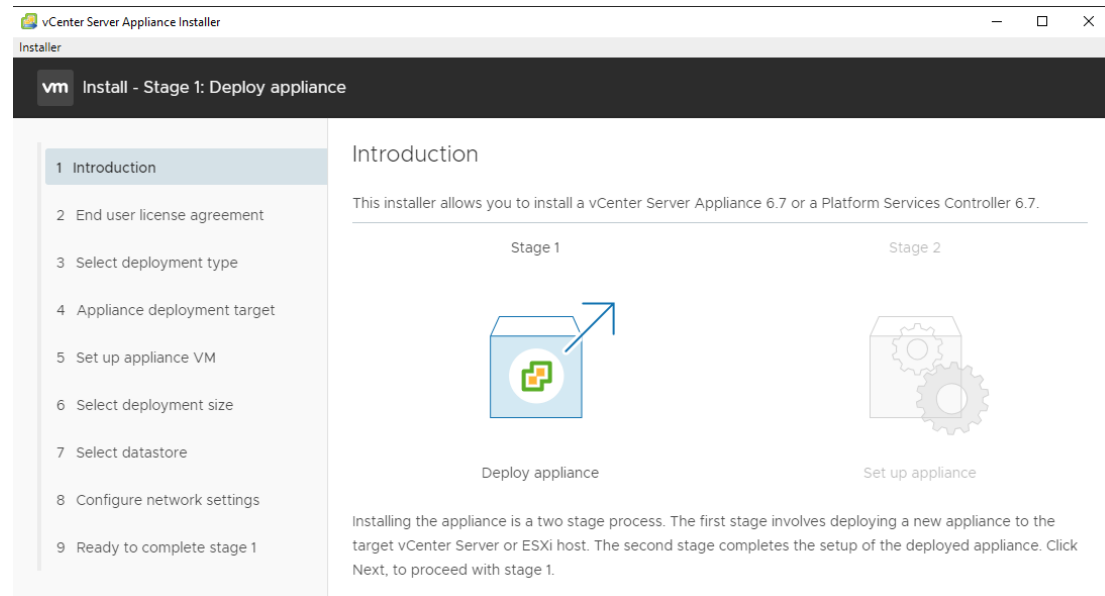 vCenter Server Appliance Installer
Installer
vm Install - Stage 1: Deploy appliance
1 Introduction
2 End user license agreement
3 Select deployment type
4 Appliance deployment target
5 Set up appliance VM
6 Select deployment size
7 Select datastore
8 Configure network settings
9 Ready to complete stage 1
Introduction
This installer allows you to install a vCenter Server Appliance 6.7 or a Platform Services Controller 6.7.
Stage 1
Stage 2
Deploy appliance
Set up appliance
Installing the appliance is a two stage process. The first stage involves deploying a new appliance to the
target vCenter Server or ESXi host. The second stage completes the setup of the deployed appliance. Click
Next, to proceed with stage 1.